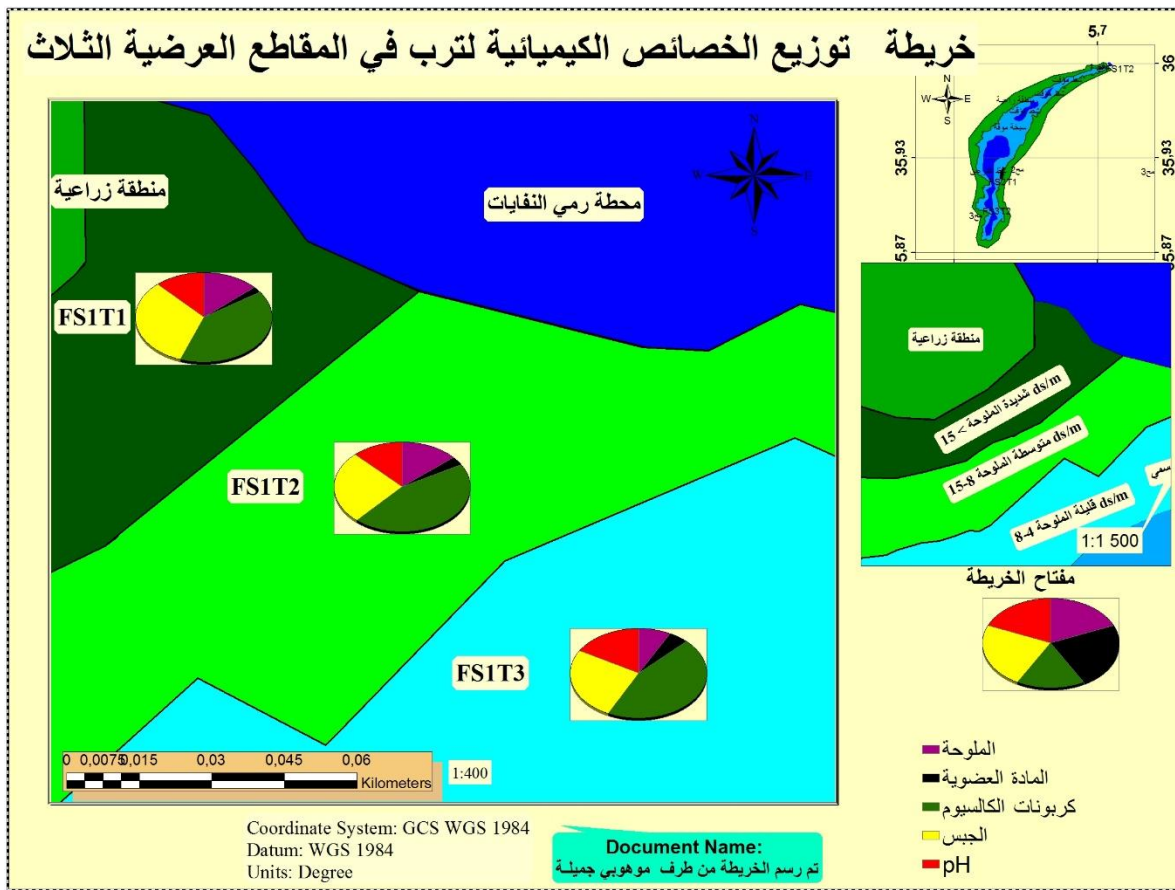 خريطة توزيع الخصائص الكيميائية لترب في المقاطع العرضية الثلاث
منطقة زراعية
محطة رمي النفايات
N
W E
S
FS1T1
FS1T2
FS1T3
0 0,0075 0,015 0,03 0,045 0,06
Kilometers
1:400
Coordinate System: GCS WGS 1984
Datum: WGS 1984
Units: Degree
Document Name:
تم رسم الخريطة من طرف موهوبي جميلة
5,7
36
35,93
5,87
N
W E
S
منطقة زراعية
شديدة الملوحة > 15 ds/m
متوسطة الملوحة 8-15 ds/m
قليلة الملوحة 4-8 ds/m
1:1 500
مفتاح الخريطة
الملوحة
المادة العضوية
كربونات الكالسيوم
الجبس
pH